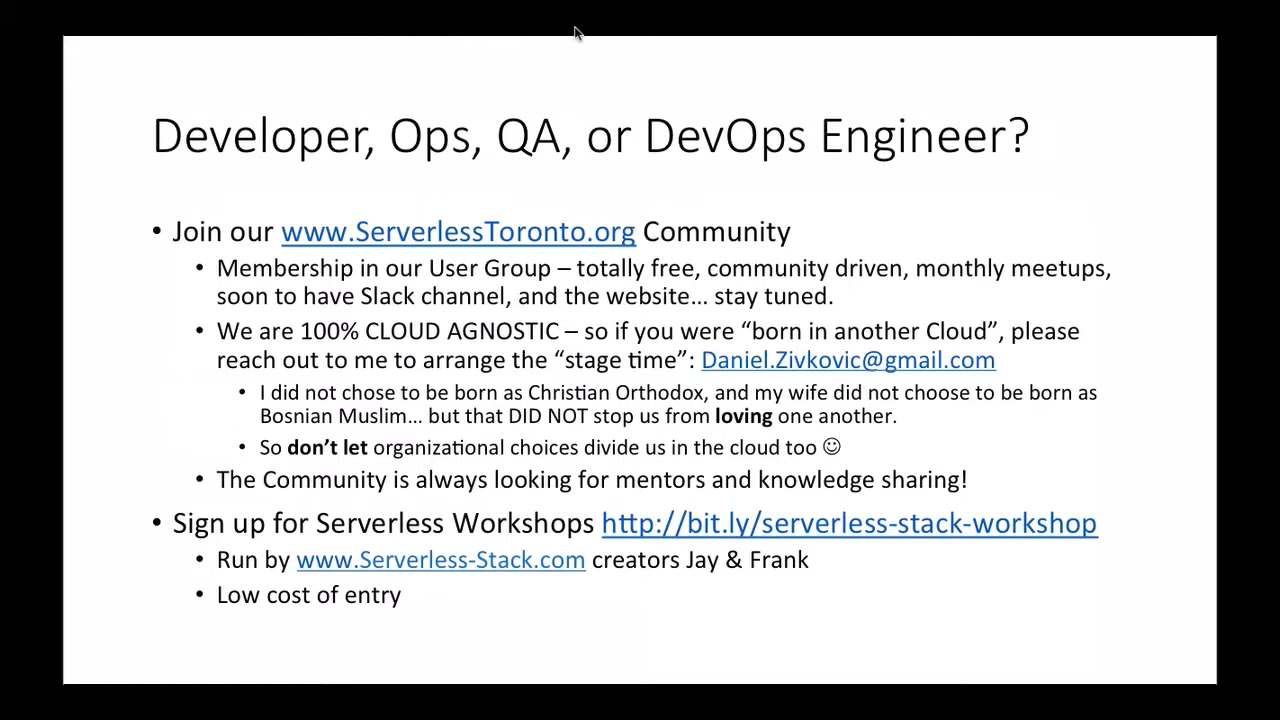 Developer, Ops, QA, or DevOps Engineer?
• Join our www.ServerlessToronto.org Community
• Membership in our User Group – totally free, community driven, monthly meetups,
soon to have Slack channel, and the website... stay tuned.
• We are 100% CLOUD AGNOSTIC – so if you were “born in another Cloud”, please
reach out to me to arrange the “stage time”: Daniel.Zivkovic@gmail.com
• I did not chose to be born as Christian Orthodox, and my wife did not choose to be born as
Bosnian Muslim... but that DID NOT stop us from loving one another.
• So don’t let organizational choices divide us in the cloud too ☺
• The Community is always looking for mentors and knowledge sharing!
• Sign up for Serverless Workshops http://bit.ly/serverless-stack-workshop
• Run by www.Serverless-Stack.com creators Jay & Frank
• Low cost of entry